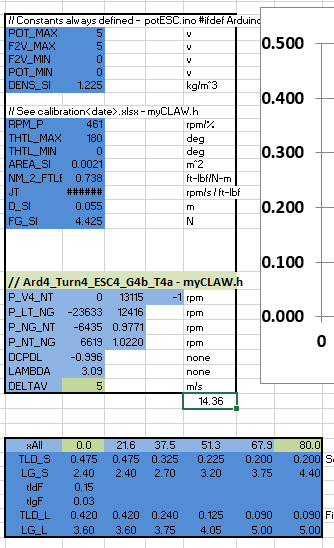 // Constants always defined - potESC.ino #ifdef Arduino
POT_MAX 5 v
F2V_MAX 5 v
F2V_MIN 0 v
POT_MIN 0 v
DENS_SI 1.225 kg/m^3
// See calibration<date>.xlsx - myCLAW.h
RPM_P 461 rpm/%
THTL_MAX 180 deg
THTL_MIN 0 deg
AREA_SI 0.0021 m^2
NM_2_FTLE 0.738 ft-lbf/N-m
JT ###### rpm/s / ft-lbf
D_SI 0.055 m
FG_SI 4.425 N
// Ard4_Turn4_ESC4_G4b_T4a - myCLAW.h
P_V4_NT 0 13115 -1 rpm
P_LT_NG -23633 12416 rpm
P_NG_NT -6435 0.9771 rpm
P_NT_NG 6619 1.0220 rpm
DCPDL -0.996 none
LAMBDA 3.09 none
DELTAV 5 m/s
14.36
xAll 0.0 21.6 37.5 51.3 67.9 80.0
TLD_S 0.475 0.475 0.325 0.225 0.200 0.200
LG_S 2.40 2.40 2.70 3.20 3.75 4.40
tldF 0.15
tlgF 0.03
TLD_L 0.420 0.420 0.240 0.125 0.090 0.090 Fi
LG_L 3.60 3.60 3.75 4.05 5.00 5.00
0.500
0.400
0.300
0.200
0.100
0.000
0